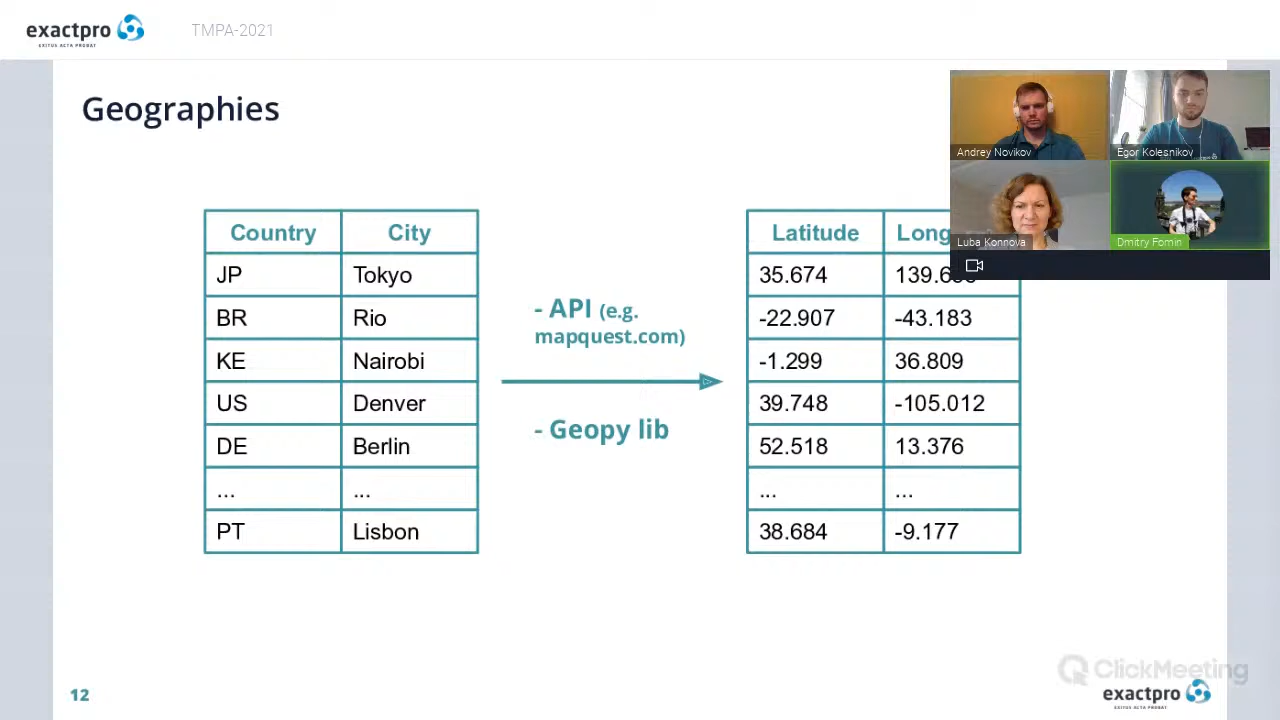 exactpro
EXITUS ACTA PROBAT
TMPA-2021
Geographies
Andrey Novikov
Egor Kolesnikov
Luba Konnova
Dmitry Fomin
Country City
JP Tokyo
BR Rio
KE Nairobi
US Denver
DE Berlin
... ...
PT Lisbon
- API (e.g.
mapquest.com)
- Geopy lib
Latitude Long
35.674 139.6
-22.907 -43.183
-1.299 36.809
39.748 -105.012
52.518 13.376
... ...
38.684 -9.177
12
ClickMeeting
exactpro
EXITUS ACTA PROBAT